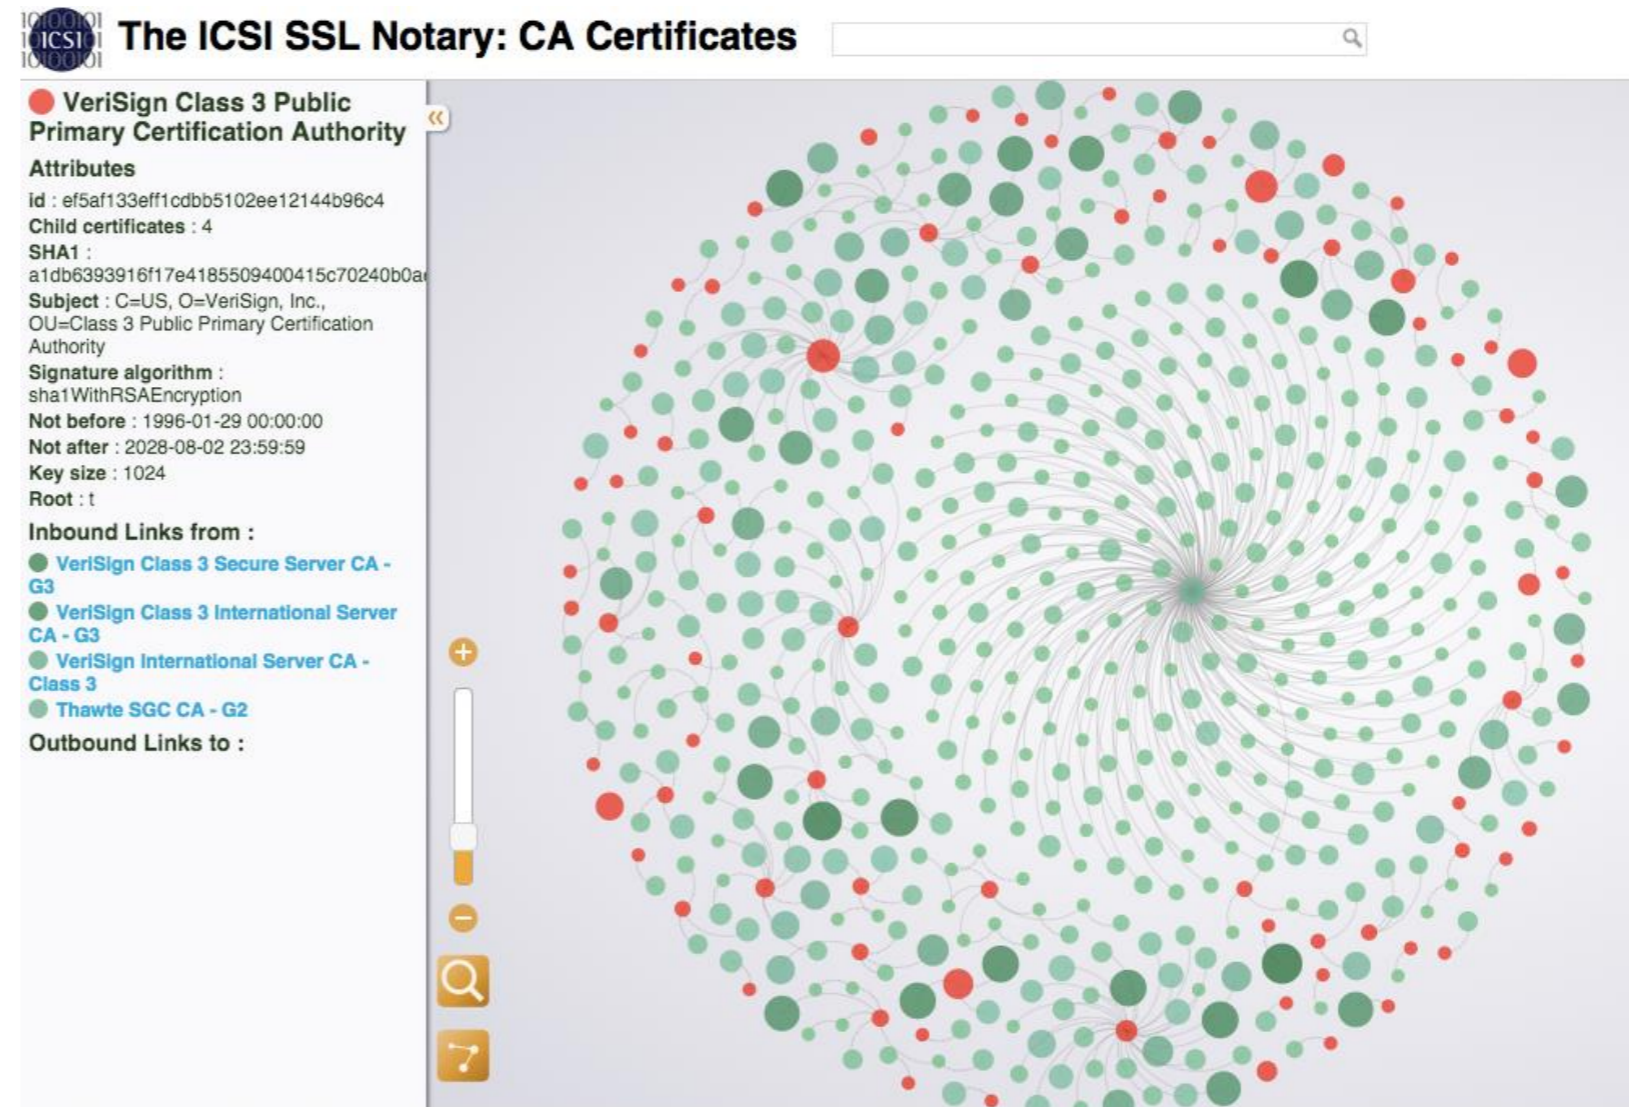 10100101
ICSI
10100101
The ICSI SSL Notary: CA Certificates
VeriSign Class 3 Public
Primary Certification Authority
Attributes
id : ef5af133eff1cdbb5102ee12144b96c4
Child certificates : 4
SHA1 :
a1db6393916f17e4185509400415c70240b0a
Subject : C=US, O=VeriSign, Inc.,
OU=Class 3 Public Primary Certification
Authority
Signature algorithm :
sha1WithRSAEncryption
Not before : 1996-01-29 00:00:00
Not after : 2028-08-02 23:59:59
Key size : 1024
Root : t
Inbound Links from :
VeriSign Class 3 Secure Server CA -
G3
VeriSign Class 3 International Server
CA - G3
VeriSign International Server CA -
Class 3
Thawte SGC CA - G2
Outbound Links to :